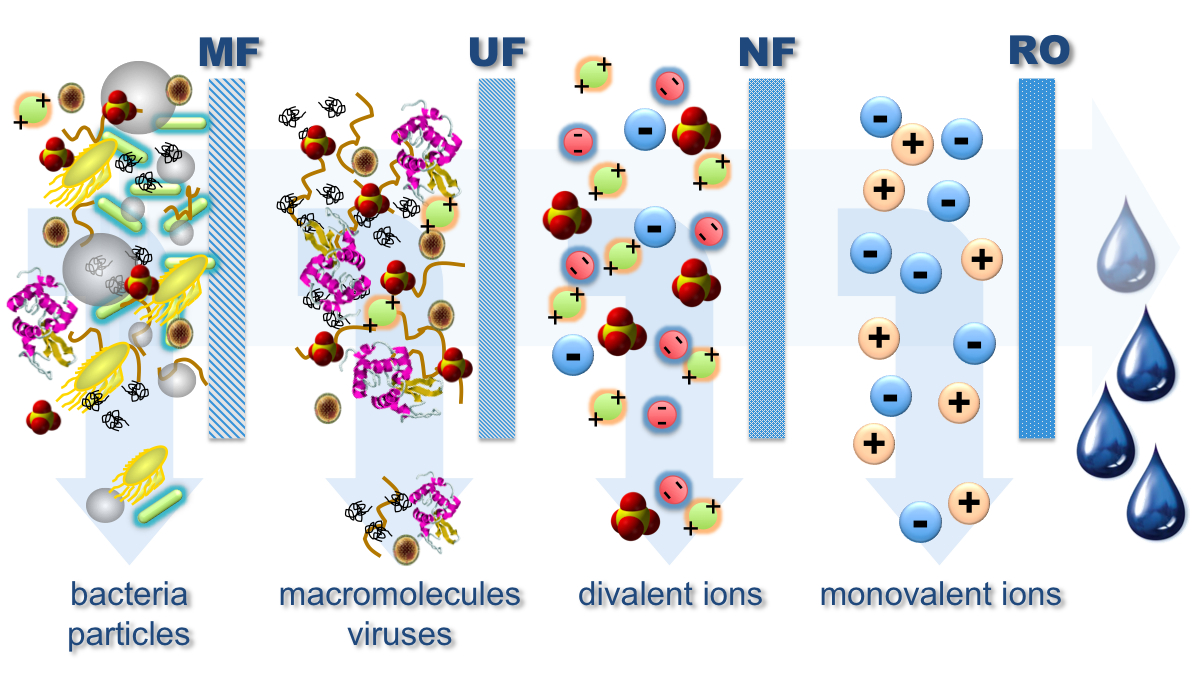 MF
UF
NF
RO
bacteria
particles
macromolecules
viruses
divalent ions
monovalent ions